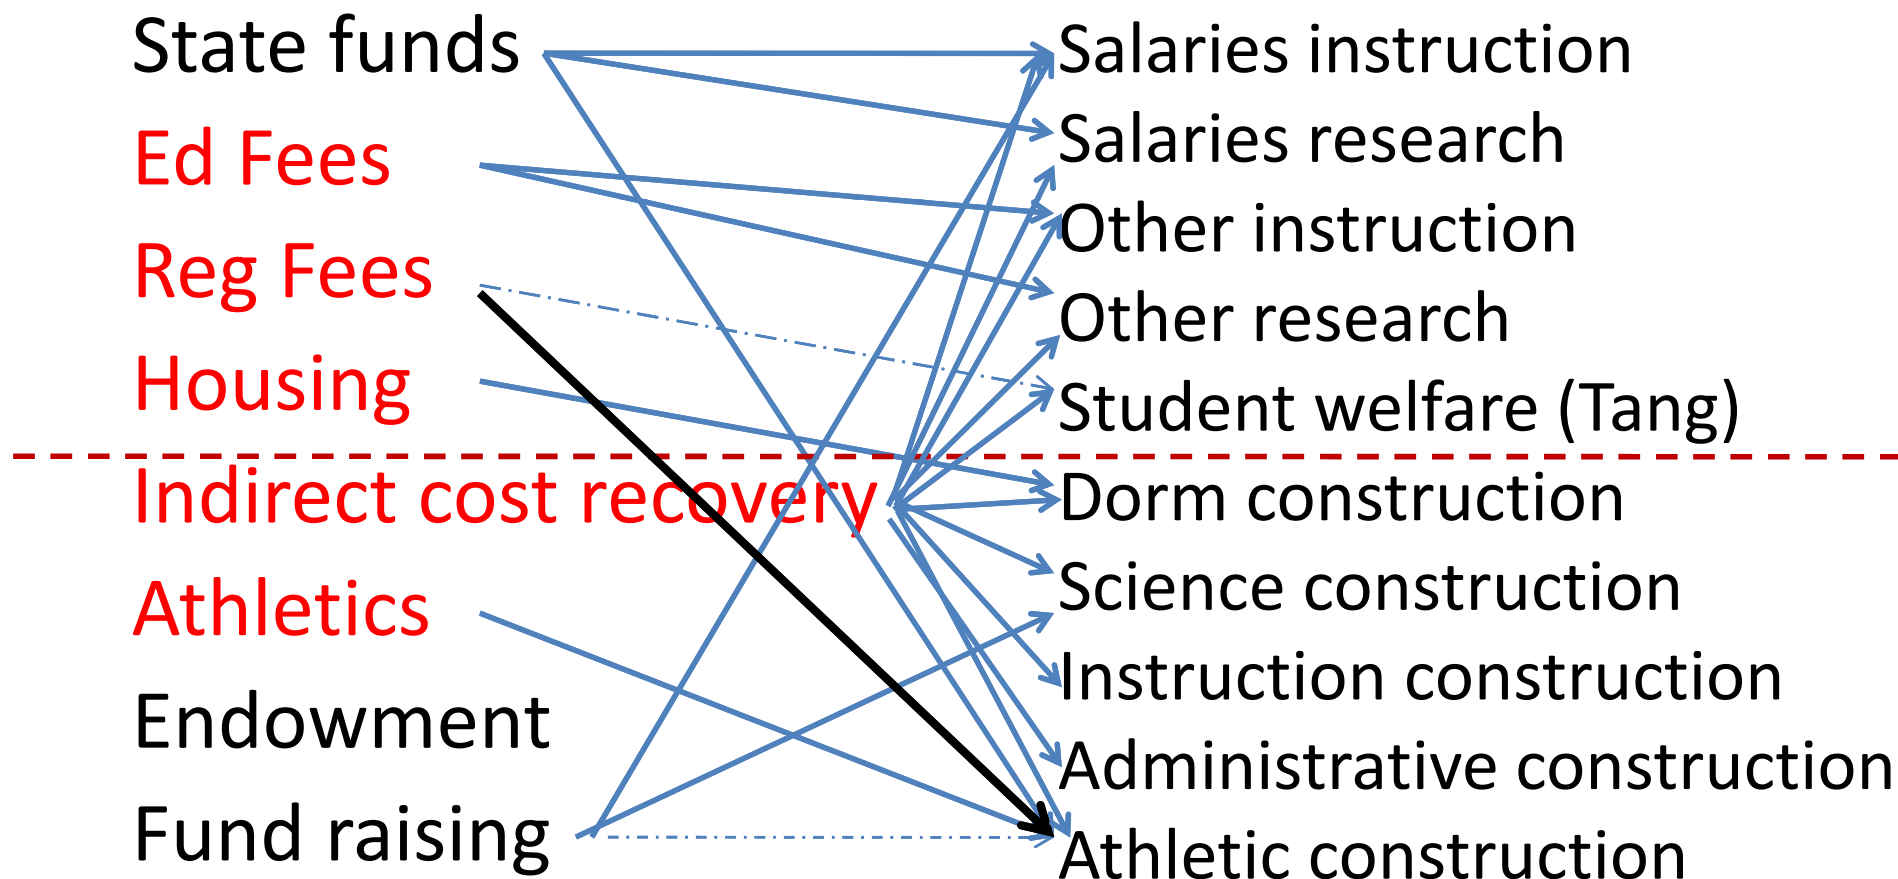 State funds
Ed Fees
Reg Fees
Housing
Indirect cost recovery
Athletics
Endowment
Fund raising
Salaries instruction
Salaries research
Other instruction
Other research
Student welfare (Tang)
Dorm construction
Science construction
Instruction construction
Administrative construction
Athletic construction